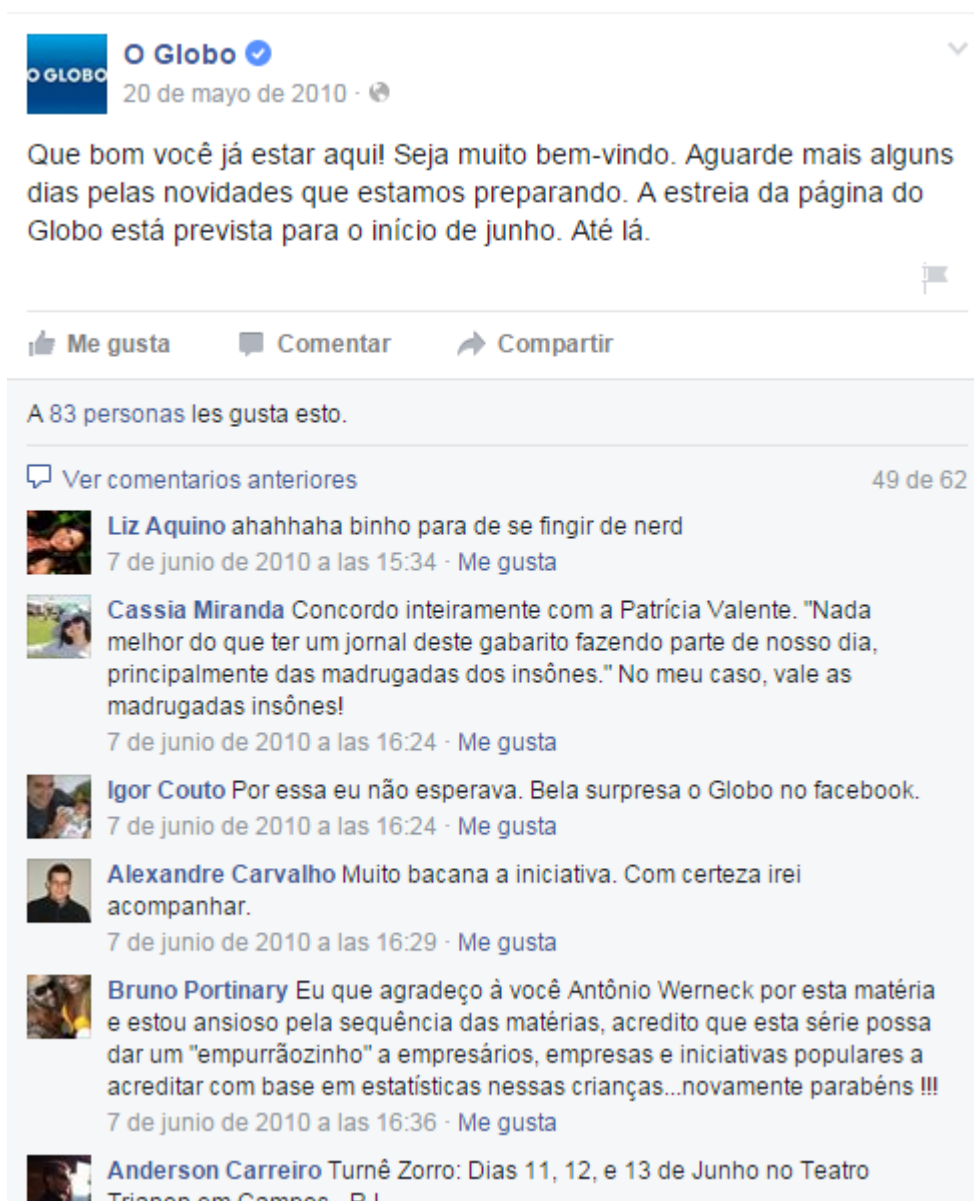 O GLOBO
O Globo
20 de mayo de 2010 ·
Que bom você já estar aqui! Seja muito bem-vindo. Aguarde mais alguns
dias pelas novidades que estamos preparando. A estreia da página do
Globo está prevista para o início de junho. Até lá.
Me gusta Comentar Compartir
A 83 personas les gusta esto.
Ver comentarios anteriores 49 de 62
Liz Aquino ahahhaha binho para de se fingir de nerd
7 de junio de 2010 a las 15:34 · Me gusta
Cassia Miranda Concordo inteiramente com a Patrícia Valente. "Nada
melhor do que ter um jornal deste gabarito fazendo parte de nosso dia,
principalmente das madrugadas dos insônes." No meu caso, vale as
madrugadas insônes!
7 de junio de 2010 a las 16:24 · Me gusta
Igor Couto Por essa eu não esperava. Bela surpresa o Globo no facebook.
7 de junio de 2010 a las 16:24 · Me gusta
Alexandre Carvalho Muito bacana a iniciativa. Com certeza irei
acompanhar.
7 de junio de 2010 a las 16:29 · Me gusta
Bruno Portinary Eu que agradeço à você Antônio Werneck por esta matéria
e estou ansioso pela sequência das matérias, acredito que esta série possa
dar um "empurrãozinho" a empresários, empresas e iniciativas populares a
acreditar com base em estatísticas nessas crianças...novamente parabéns !!!
7 de junio de 2010 a las 16:36 · Me gusta
Anderson Carreiro Turnê Zorro: Dias 11, 12, e 13 de Junho no Teatro
Trianon em Campos